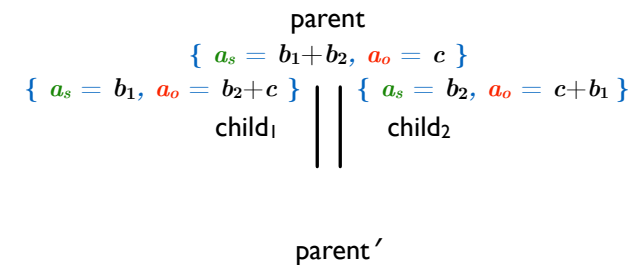 parent
{ aₛ = b₁+b₂, aₒ = c }
{ aₛ = b₁, aₒ = b₂+c } { aₛ = b₂, aₒ = c+b₁ }
child₁ child₂
parent′